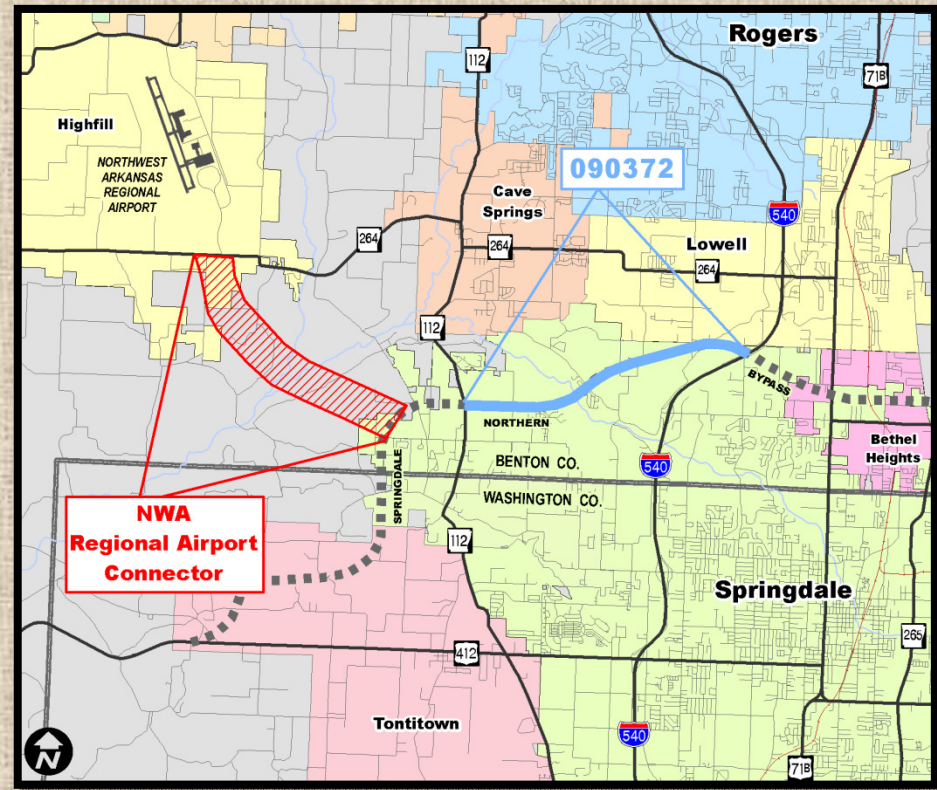 Rogers
112
71B
Highfill
NORTHWEST
ARKANSAS
REGIONAL
AIRPORT
090372
Cave
Springs
540
264
264
Lowell
264
112
BYPASS
NORTHERN
Bethel
Heights
BENTON CO.
540
WASHINGTON CO.
SPRINGDALE
NWA
Regional Airport
Connector
112
Springdale
265
412
Tontitown
540
71B
N